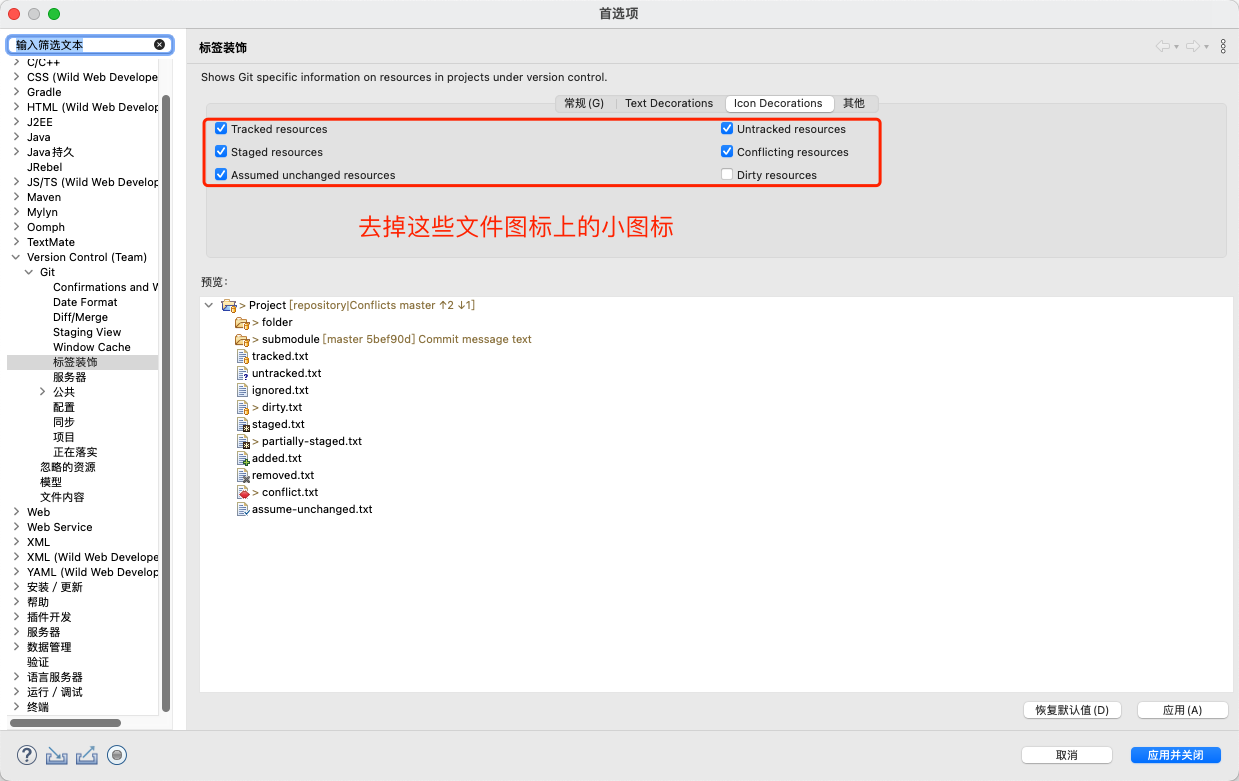 首选项
输入筛选文本
C/C++
CSS (Wild Web Develope
Gradle
HTML (Wild Web Develop
J2EE
Java
Java持久
JRebel
JS/TS (Wild Web Develop
Maven
Mylyn
Oomph
TextMate
Version Control (Team)
Git
Confirmations and W
Date Format
Diff/Merge
Staging View
Window Cache
标签装饰
服务器
公共
配置
同步
项目
正在落实
忽略的资源
模型
文件内容
Web
Web Service
XML
XML (Wild Web Develope
YAML (Wild Web Develop
安装 / 更新
帮助
插件开发
服务器
数据管理
验证
语言服务器
运行 / 调试
终端
标签装饰
Shows Git specific information on resources in projects under version control.
常规 (G) Text Decorations Icon Decorations 其他
Tracked resources Untracked resources
Staged resources Conflicting resources
Assumed unchanged resources Dirty resources
去掉这些文件图标上的小图标
预览：
> Project [repository|Conflicts master ↑2 ↓1]
> folder
> submodule [master 5bef90d] Commit message text
tracked.txt
untracked.txt
ignored.txt
> dirty.txt
staged.txt
> partially-staged.txt
added.txt
removed.txt
> conflict.txt
assume-unchanged.txt
恢复默认值 (D) 应用 (A)
取消 应用并关闭